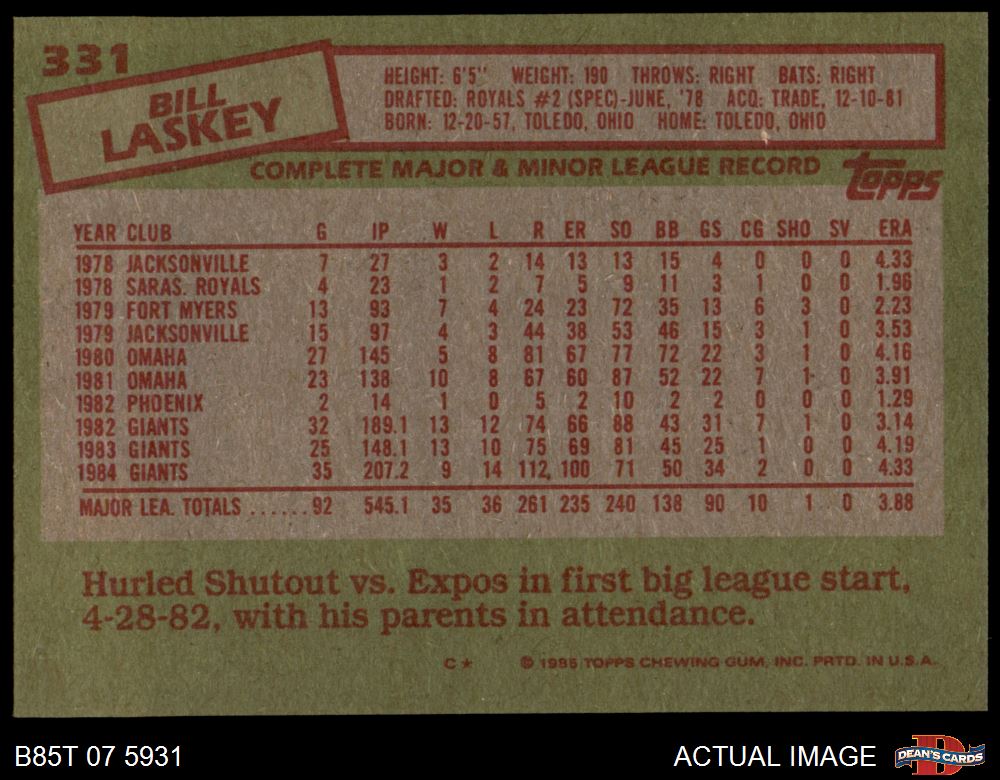 331
BILL
LASKEY
HEIGHT: 6'5" WEIGHT: 190 THROWS: RIGHT BATS: RIGHT
DRAFTED: ROYALS #2 (SPEC)-JUNE, '78 ACQ: TRADE, 12-10-81
BORN: 12-20-57, TOLEDO, OHIO HOME: TOLEDO, OHIO
COMPLETE MAJOR & MINOR LEAGUE RECORD
topps
YEAR CLUB G IP W L R ER SO BB GS CG SHO SV ERA
1978 JACKSONVILLE 7 27 3 2 14 13 13 15 4 0 0 0 4.33
1978 SARAS. ROYALS 4 23 1 2 7 5 9 11 3 1 0 0 1.96
1979 FORT MYERS 13 93 7 4 24 23 72 35 13 6 3 0 2.23
1979 JACKSONVILLE 15 97 4 3 44 38 53 46 15 3 1 0 3.53
1980 OMAHA 27 145 5 8 81 67 77 72 22 3 1 0 4.16
1981 OMAHA 23 138 10 8 67 60 87 52 22 7 1 0 3.91
1982 PHOENIX 2 14 1 0 5 2 10 2 2 0 0 0 1.29
1982 GIANTS 32 189.1 13 12 74 66 88 43 31 7 1 0 3.14
1983 GIANTS 25 148.1 13 10 75 69 81 45 25 1 0 0 4.19
1984 GIANTS 35 207.2 9 14 112 100 71 50 34 2 0 0 4.33
MAJOR LEA. TOTALS ......92 545.1 35 36 261 235 240 138 90 10 1 0 3.88
Hurled Shutout vs. Expos in first big league start,
4-28-82, with his parents in attendance.
C★ © 1985 TOPPS CHEWING GUM, INC. PRTD. IN U.S.A.
B85T 07 5931
ACTUAL IMAGE
D
DEAN'S CARDS